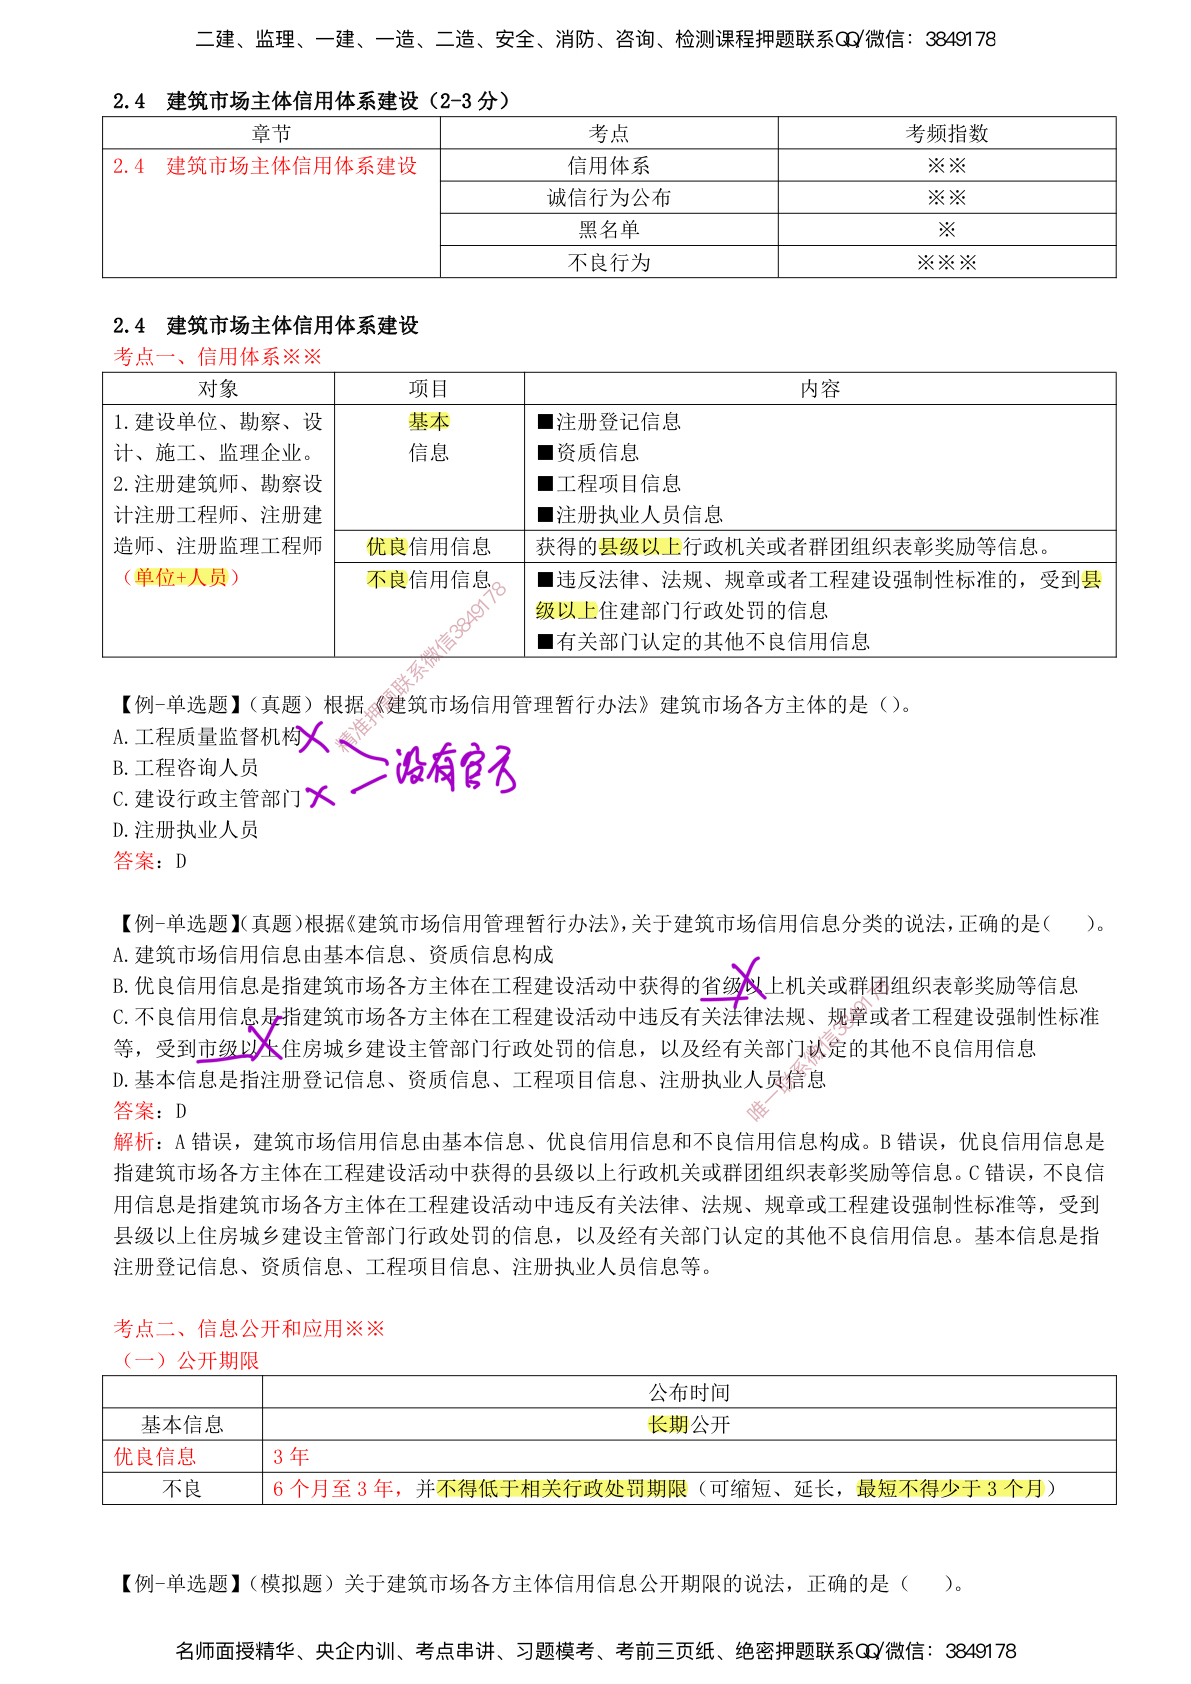 二建、监理、一建、一造、二造、安全、消防、咨询、检测课程押题联系QQ/微信：3849178
2.4 建筑市场主体信用体系建设（2-3分）
章节 考点 考频指数
2.4 建筑市场主体信用体系建设 信用体系 ※※
诚信行为公布 ※※
黑名单 ※
不良行为 ※※※
2.4 建筑市场主体信用体系建设
考点一、信用体系※※
对象 项目 内容
1.建设单位、勘察、设
计、施工、监理企业。
2.注册建筑师、勘察设
计注册工程师、注册建
造师、注册监理工程师
（单位+人员）
基本
信息
■注册登记信息
■资质信息
■工程项目信息
■注册执业人员信息
优良信用信息 获得的县级以上行政机关或者群团组织表彰奖励等信息。
不良信用信息 ■违反法律、法规、规章或者工程建设强制性标准的，受到县
级以上住建部门行政处罚的信息
■有关部门认定的其他不良信用信息
精准押题联系微信3849178
【例-单选题】（真题）根据《建筑市场信用管理暂行办法》建筑市场各方主体的是（）。
A.工程质量监督机构
B.工程咨询人员
没有官方
C.建设行政主管部门
D.注册执业人员
答案：D
【例-单选题】（真题）根据《建筑市场信用管理暂行办法》，关于建筑市场信用信息分类的说法，正确的是（ ）。
A.建筑市场信用信息由基本信息、资质信息构成
B.优良信用信息是指建筑市场各方主体在工程建设活动中获得的省级以上机关或群团组织表彰奖励等信息
C.不良信用信息是指建筑市场各方主体在工程建设活动中违反有关法律法规、规章或者工程建设强制性标准
等，受到市级以上住房城乡建设主管部门行政处罚的信息，以及经有关部门认定的其他不良信用信息
D.基本信息是指注册登记信息、资质信息、工程项目信息、注册执业人员信息
唯一联系微信3849178
答案：D
解析：A错误，建筑市场信用信息由基本信息、优良信用信息和不良信用信息构成。B错误，优良信用信息是
指建筑市场各方主体在工程建设活动中获得的县级以上行政机关或群团组织表彰奖励等信息。C错误，不良信
用信息是指建筑市场各方主体在工程建设活动中违反有关法律、法规、规章或工程建设强制性标准等，受到
县级以上住房城乡建设主管部门行政处罚的信息，以及经有关部门认定的其他不良信用信息。基本信息是指
注册登记信息、资质信息、工程项目信息、注册执业人员信息等。
考点二、信息公开和应用※※
（一）公开期限
公布时间
基本信息 长期公开
优良信息 3年
不良 6个月至3年，并不得低于相关行政处罚期限（可缩短、延长，最短不得少于3个月）
【例-单选题】（模拟题）关于建筑市场各方主体信用信息公开期限的说法，正确的是（ ）。
名师面授精华、央企内训、考点串讲、习题模考、考前三页纸、绝密押题联系QQ/微信：3849178